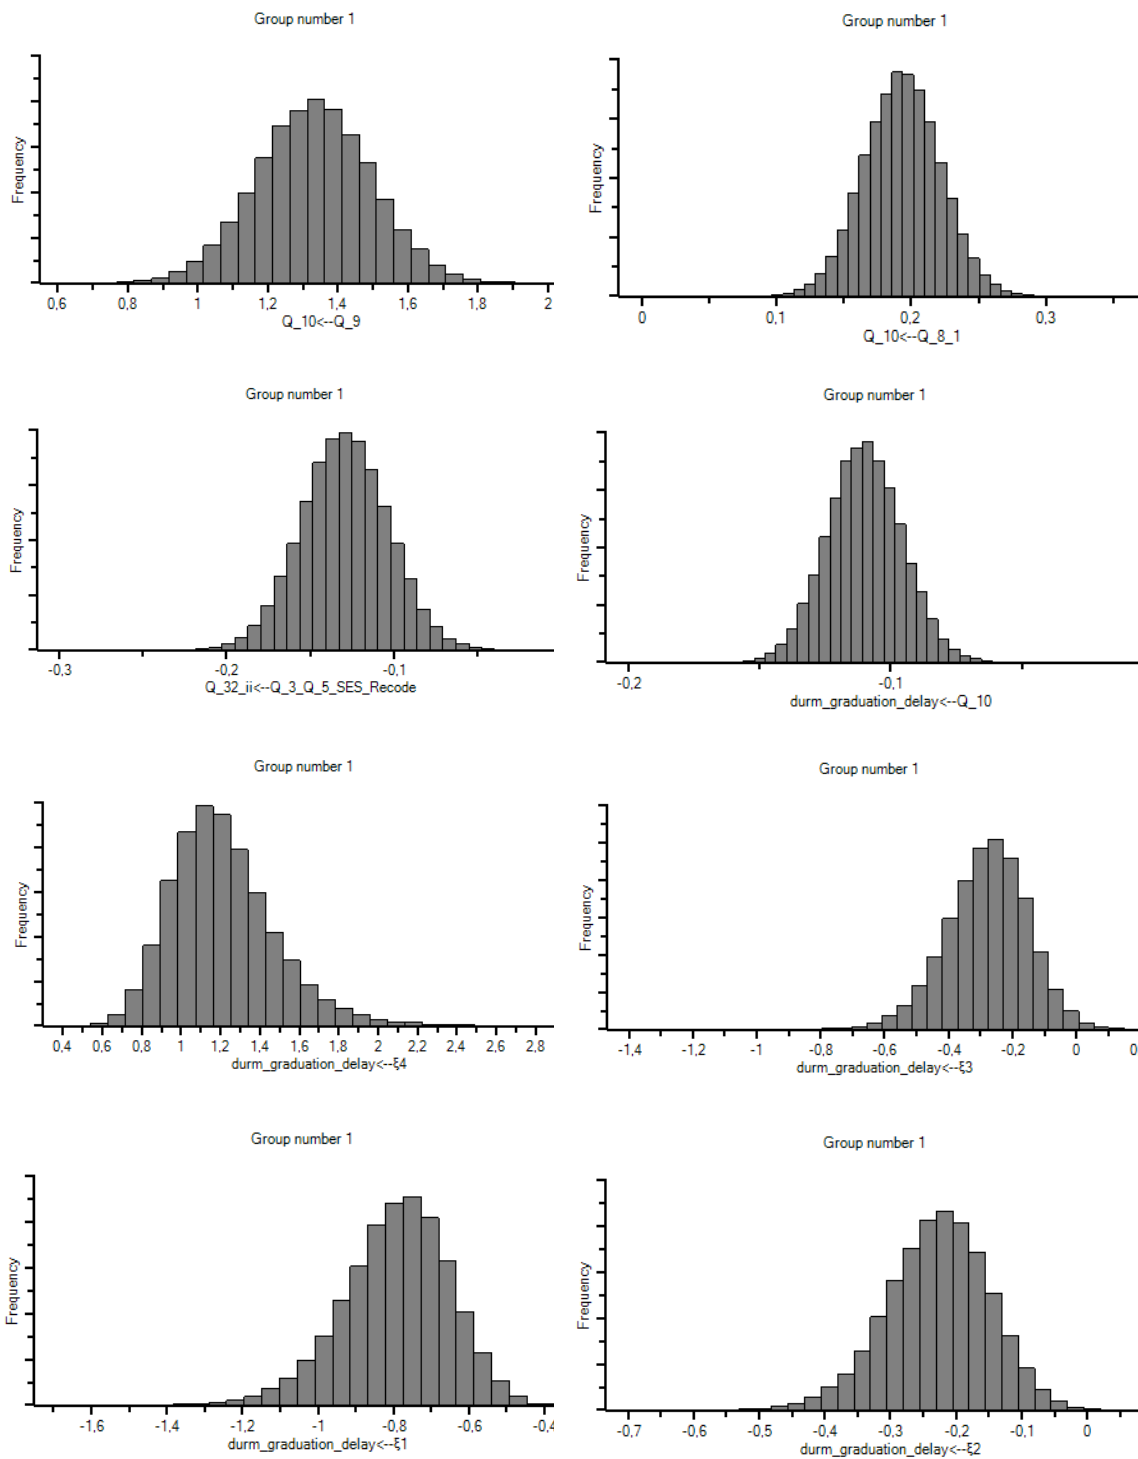 Group number 1
Frequency
0,6 0,8 1 1,2 1,4 1,6 1,8 2
Q_10<--Q_9
Group number 1
Frequency
0 0,1 0,2 0,3
Q_10<--Q_8_1
Group number 1
Frequency
-0,3 -0,2 -0,1
Q_32_ii<--Q_3_Q_5_SES_Recode
Group number 1
Frequency
-0,2 -0,1
durm_graduation_delay<--Q_10
Group number 1
Frequency
0,4 0,6 0,8 1 1,2 1,4 1,6 1,8 2 2,2 2,4 2,6 2,8
durm_graduation_delay<--ξ4
Group number 1
Frequency
-1,4 -1,2 -1 -0,8 -0,6 -0,4 -0,2 0 0
durm_graduation_delay<--ξ3
Group number 1
Frequency
-1,6 -1,4 -1,2 -1 -0,8 -0,6 -0,4
durm_graduation_delay<--ξ1
Group number 1
Frequency
-0,7 -0,6 -0,5 -0,4 -0,3 -0,2 -0,1 0
durm_graduation_delay<--ξ2